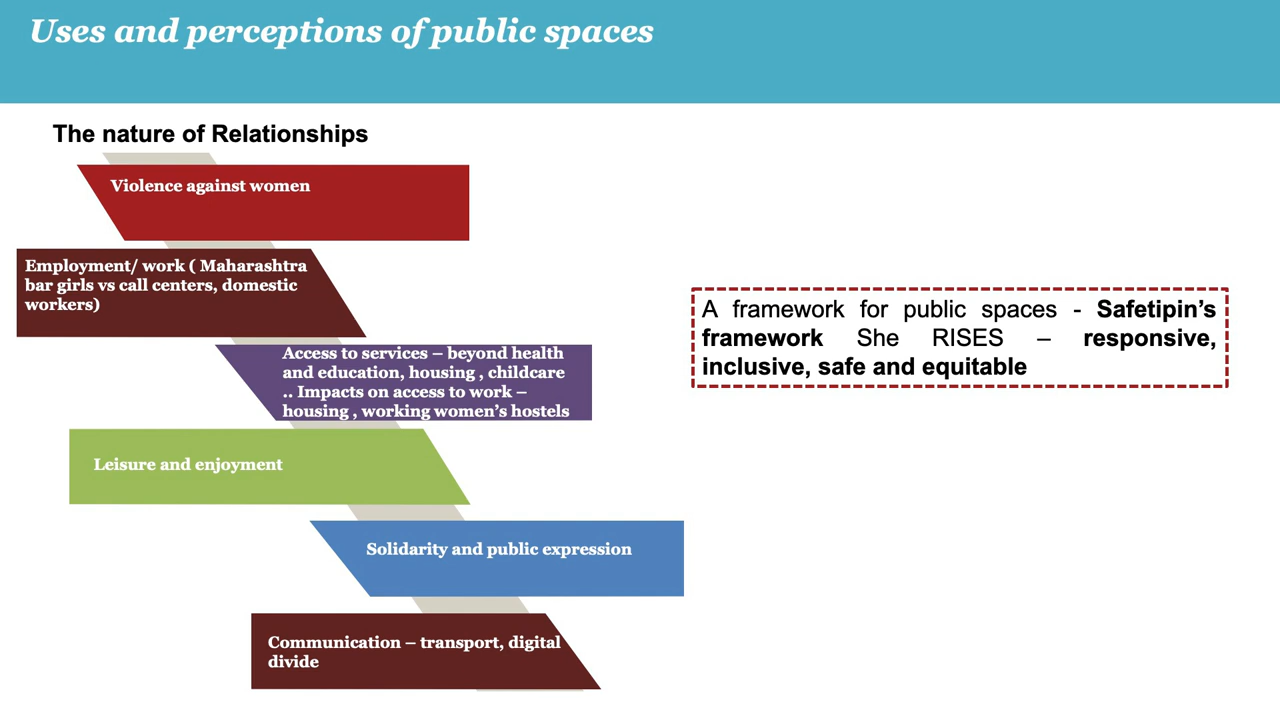 Uses and perceptions of public spaces
The nature of Relationships
Violence against women
Employment/ work ( Maharashtra
bar girls vs call centers, domestic
workers)
Access to services – beyond health
and education, housing , childcare
.. Impacts on access to work –
housing , working women’s hostels
Leisure and enjoyment
Solidarity and public expression
Communication – transport, digital
divide
A framework for public spaces - Safetipin’s
framework She RISES – responsive,
inclusive, safe and equitable